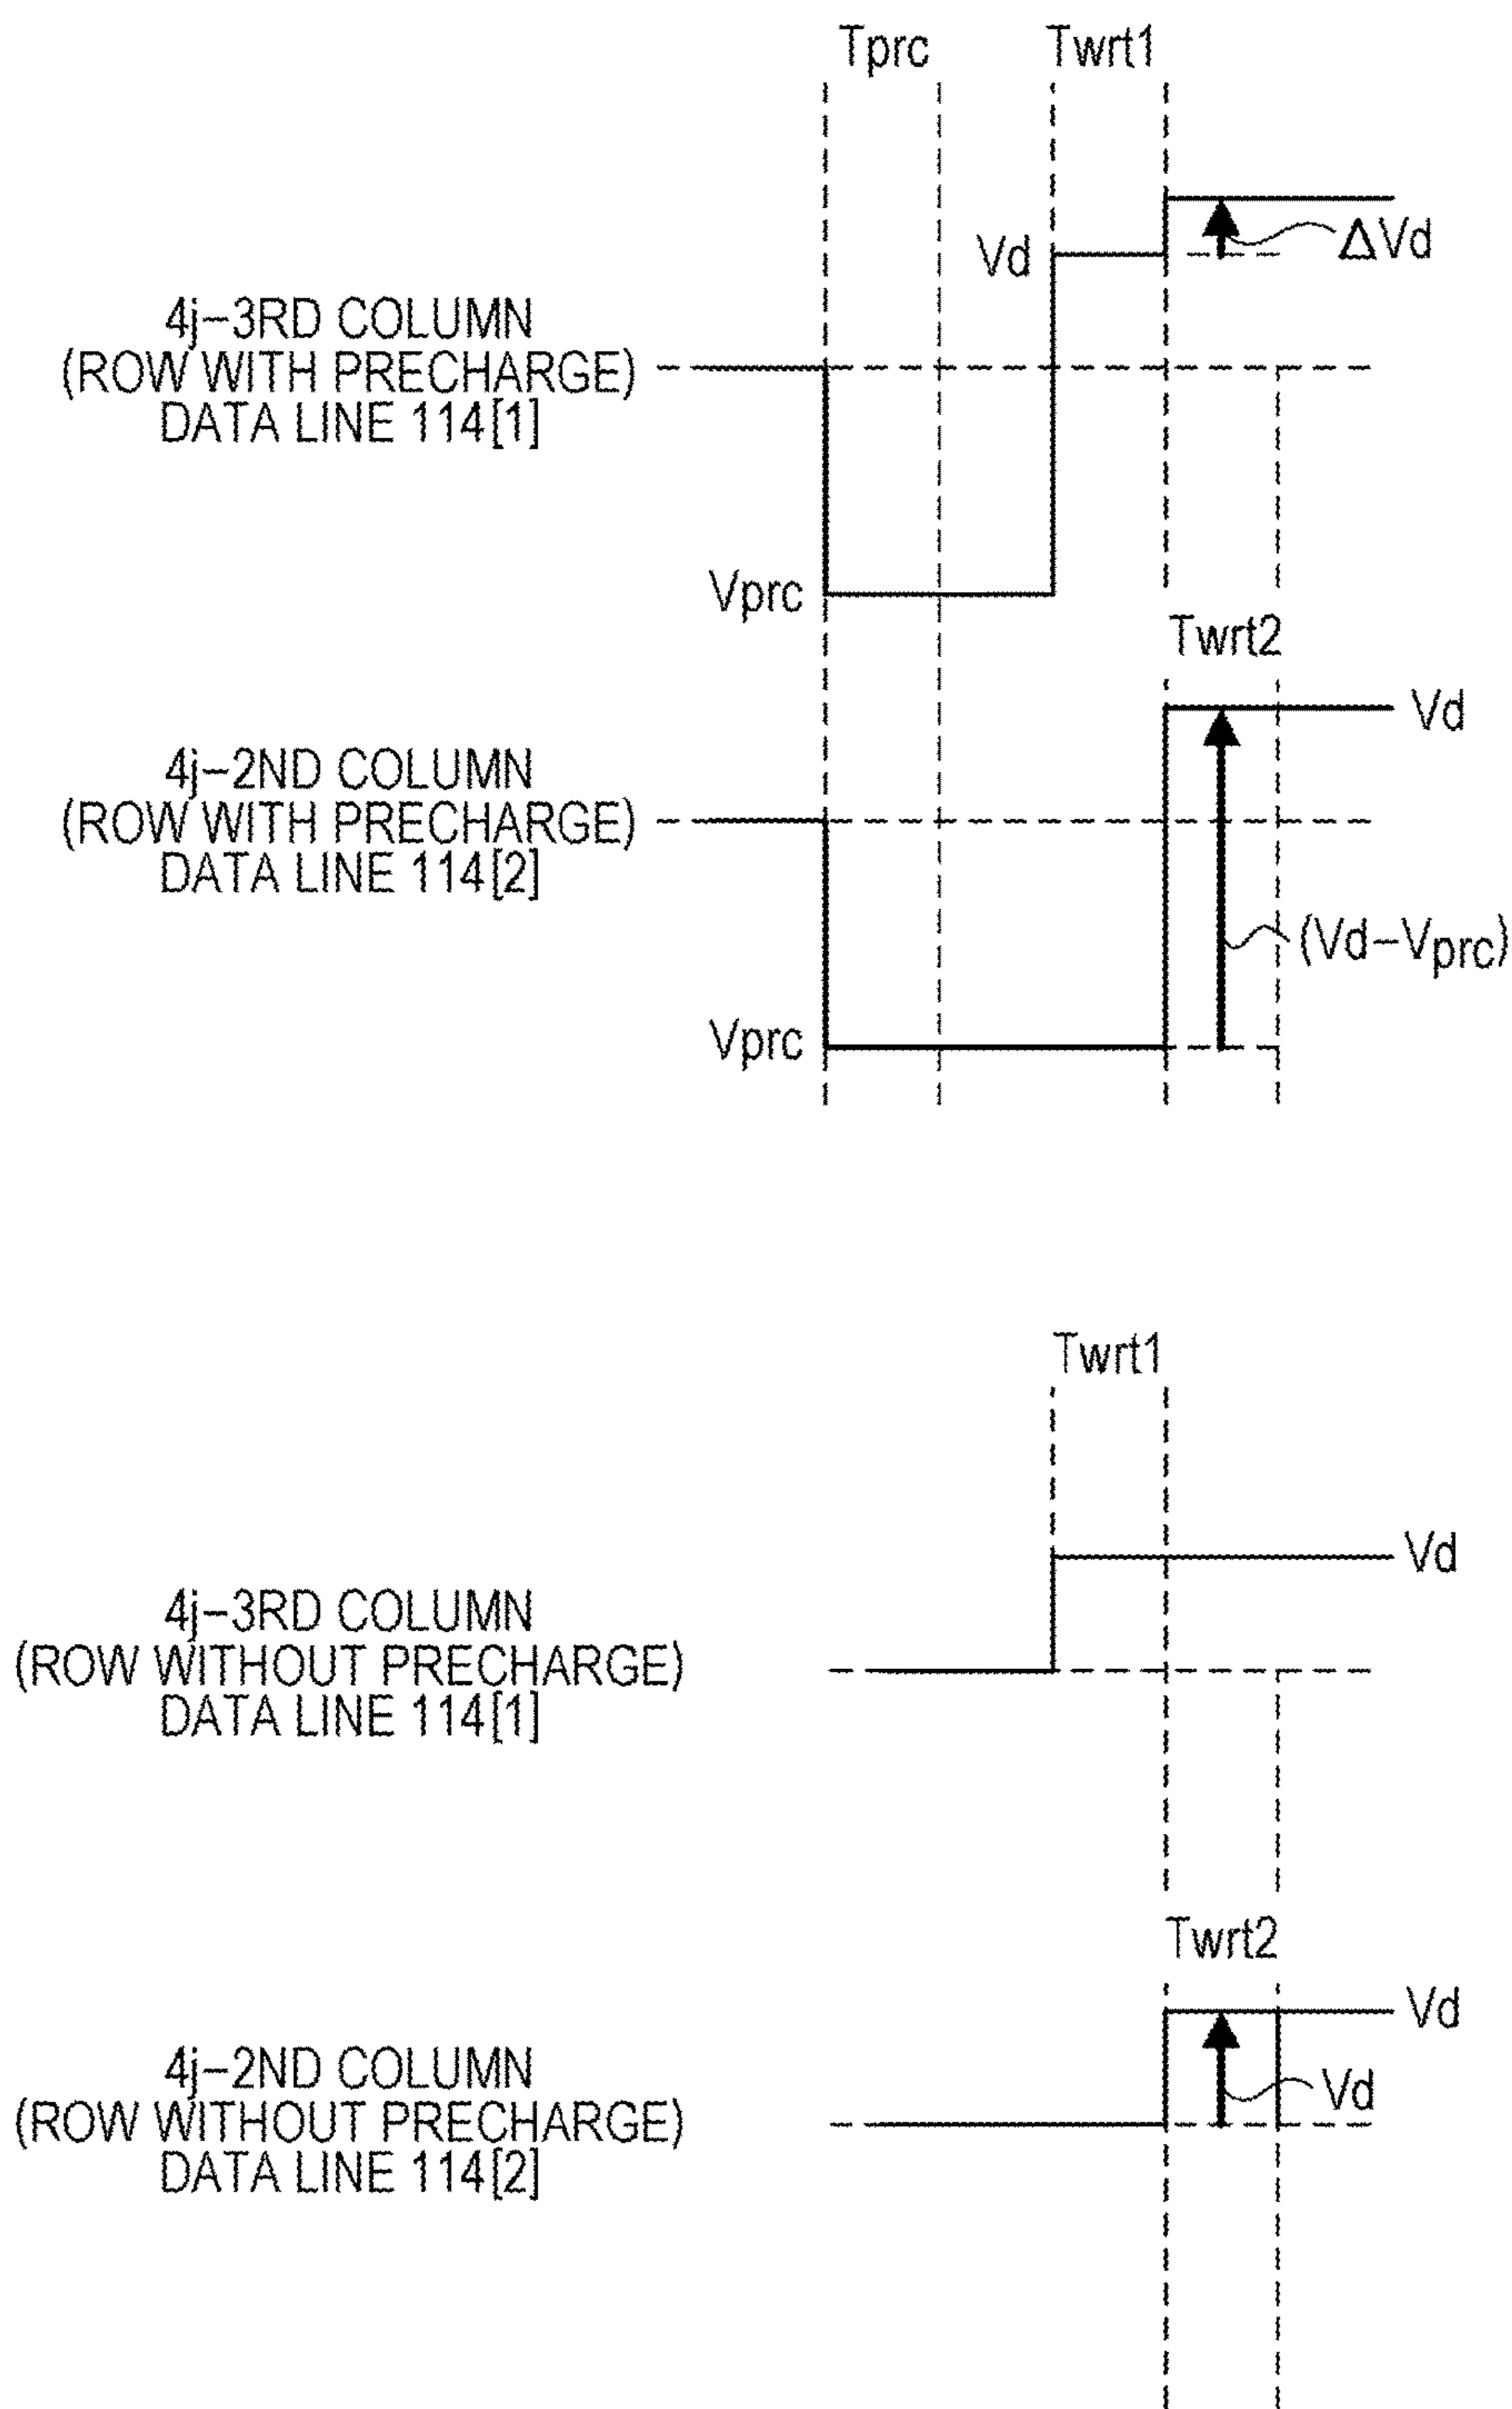 Tprc Twrt1
Vd
ΔVd
4j-3RD COLUMN
(ROW WITH PRECHARGE)
DATA LINE 114[1]
Vprc
Twrt2
Vd
4j-2ND COLUMN
(ROW WITH PRECHARGE)
DATA LINE 114[2]
(Vd-Vprc)
Vprc
Twrt1
Vd
4j-3RD COLUMN
(ROW WITHOUT PRECHARGE)
DATA LINE 114[1]
Twrt2
Vd
4j-2ND COLUMN
(ROW WITHOUT PRECHARGE)
DATA LINE 114[2]
Vd